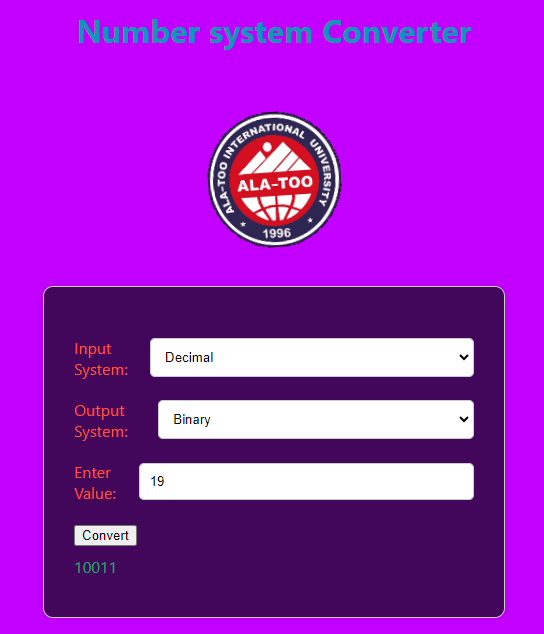 Number system Converter
ALA-TOO INTERNATIONAL UNIVERSITY
ALA-TOO
1996
Input
System:
Decimal
Output
System:
Binary
Enter
Value:
19
Convert
10011